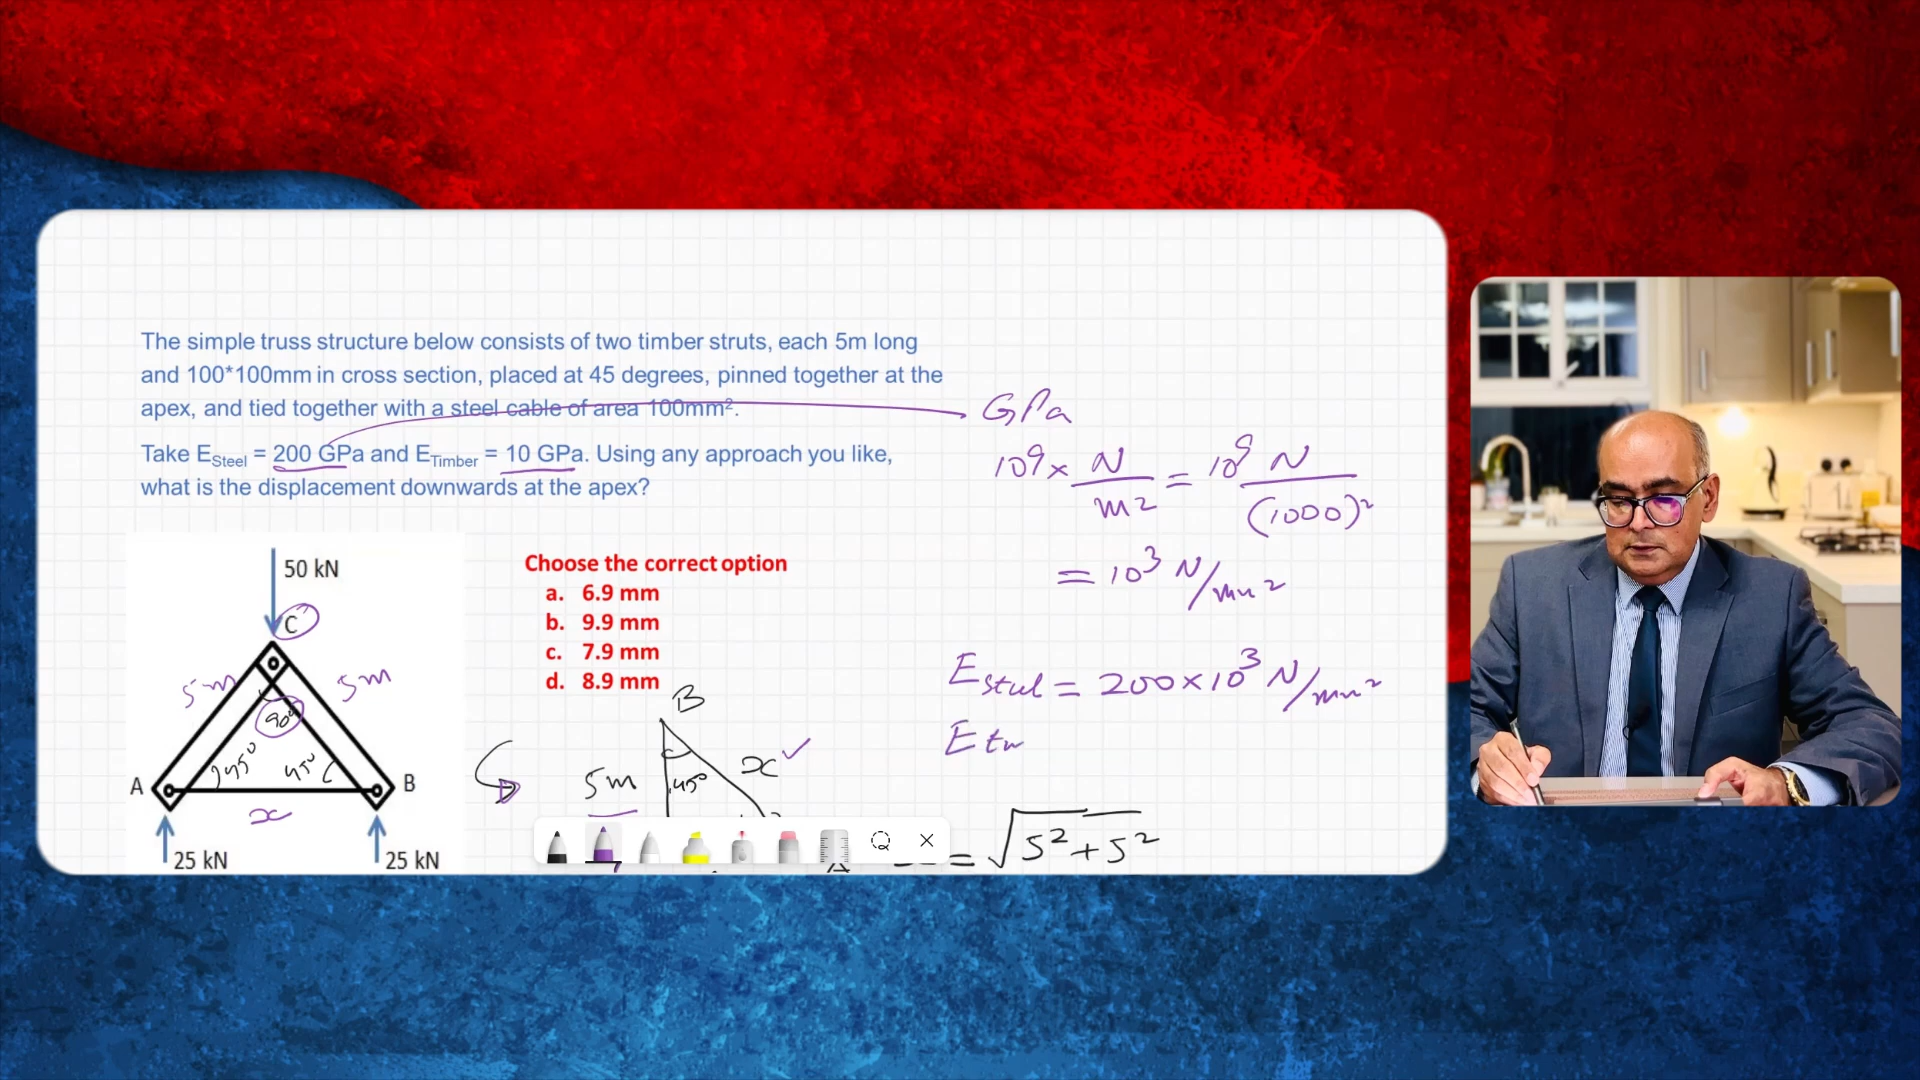 The simple truss structure below consists of two timber struts, each 5m long
and 100*100mm in cross section, placed at 45 degrees, pinned together at the
apex, and tied together with a steel cable of area 100mm².
Take E_Steel = 200 GPa and E_Timber = 10 GPa. Using any approach you like,
what is the displacement downwards at the apex?
GPa
10⁹ × N/m² = 10⁹ N/(1000)²
= 10³ N/mm²
E steel = 200×10³ N/mm²
E
50 kN
C
5m
5m
90°
45°
45°
A
B
x
25 kN
25 kN
Choose the correct option
a. 6.9 mm
b. 9.9 mm
c. 7.9 mm
d. 8.9 mm
B
5m
45°
x ✓
= √5²+5²